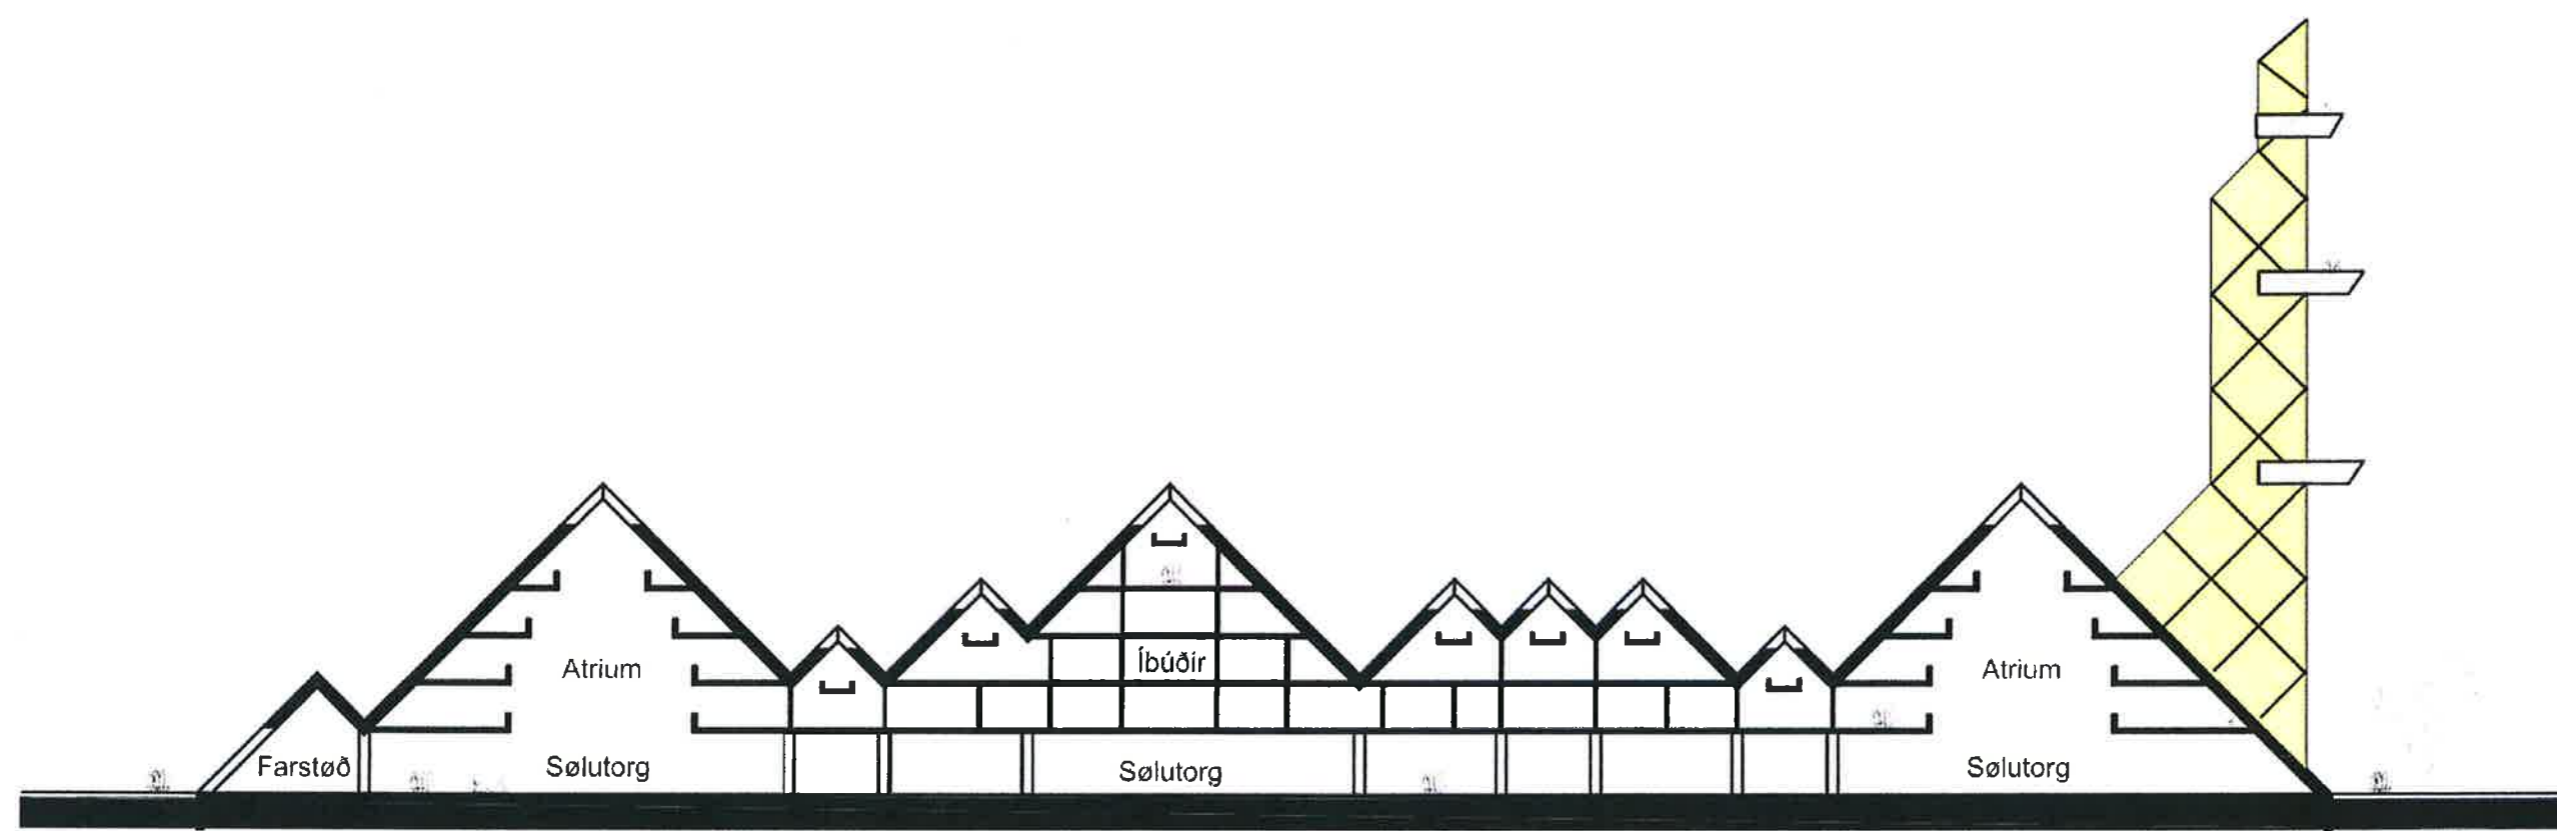 Atrium
Íbúðir
Atrium
Farstøð
Sølutorg
Sølutorg
Sølutorg